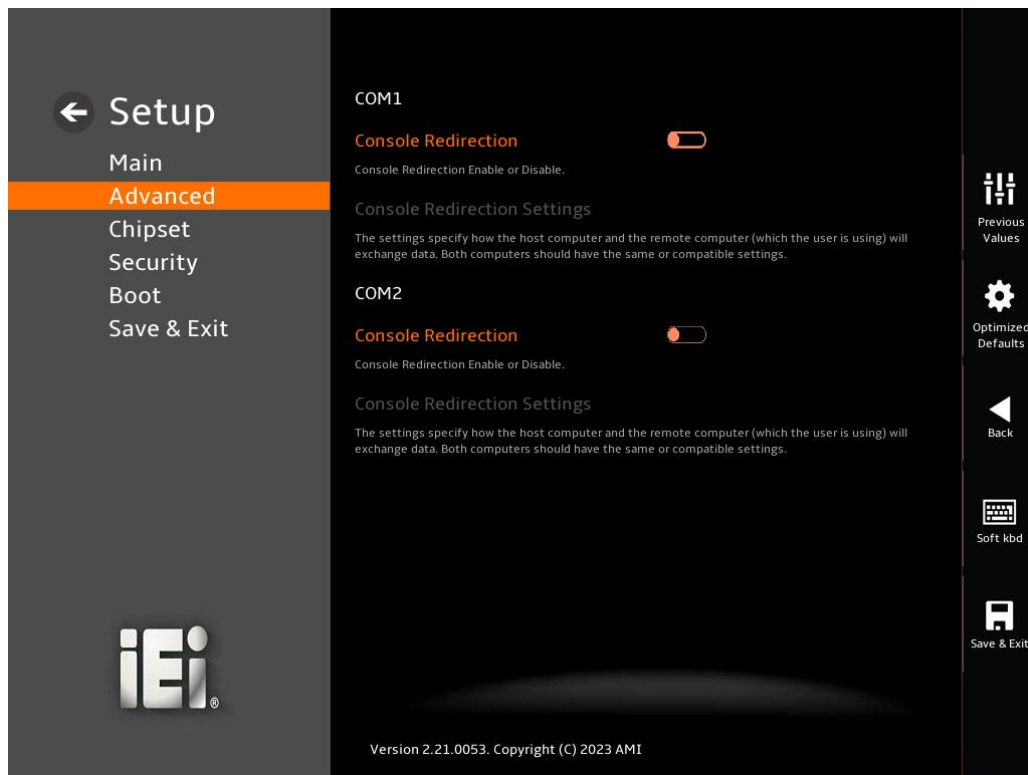 Setup
Main
Advanced
Chipset
Security
Boot
Save & Exit
iEi®
COM1
Console Redirection
Console Redirection Enable or Disable.
Console Redirection Settings
The settings specify how the host computer and the remote computer (which the user is using) will
exchange data. Both computers should have the same or compatible settings.
COM2
Console Redirection
Console Redirection Enable or Disable.
Console Redirection Settings
The settings specify how the host computer and the remote computer (which the user is using) will
exchange data. Both computers should have the same or compatible settings.
Version 2.21.0053. Copyright (C) 2023 AMI
Previous
Values
Optimized
Defaults
Back
Soft kbd
Save & Exit